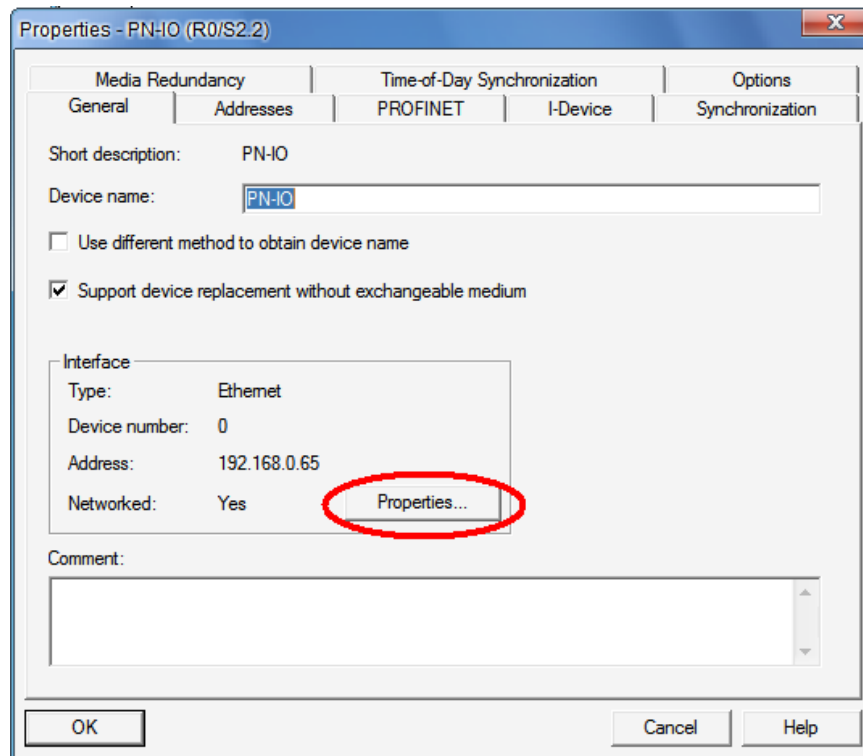 Properties - PN-IO (R0/S2.2)
Media Redundancy Time-of-Day Synchronization Options
General Addresses PROFINET I-Device Synchronization
Short description: PN-IO
Device name: PN-IO
Use different method to obtain device name
Support device replacement without exchangeable medium
Interface
Type: Ethernet
Device number: 0
Address: 192.168.0.65
Networked: Yes Properties...
Comment:
OK Cancel Help